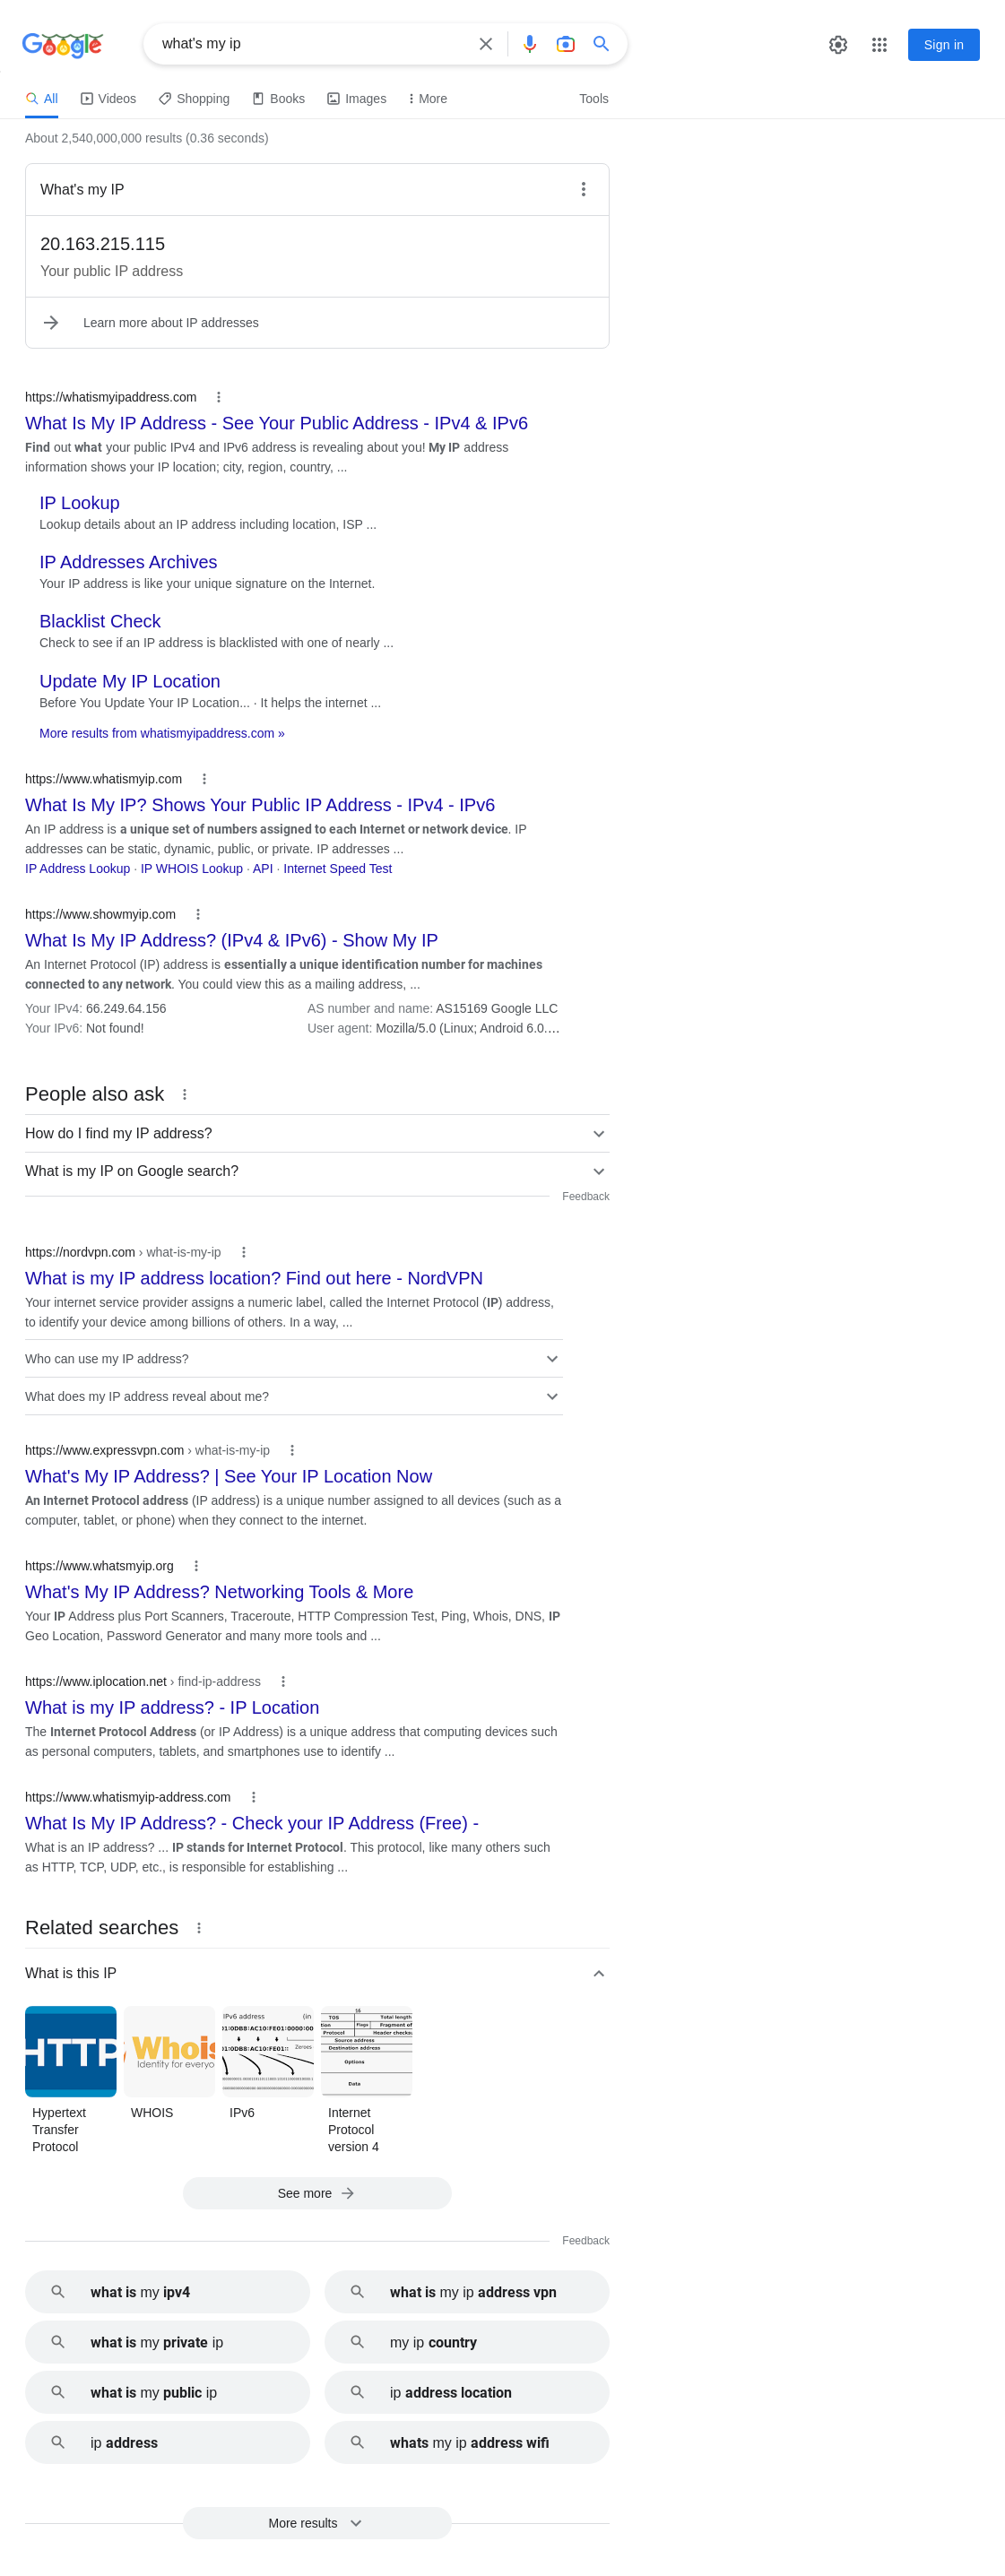 Google
what's my ip
Sign in
All
Videos
Shopping
Books
Images
More
Tools
About 2,540,000,000 results (0.36 seconds)
What's my IP
20.163.215.115
Your public IP address
Learn more about IP addresses
https://whatismyipaddress.com
What Is My IP Address - See Your Public Address - IPv4 & IPv6
Find out what your public IPv4 and IPv6 address is revealing about you! My IP address
information shows your IP location; city, region, country, ...
IP Lookup
Lookup details about an IP address including location, ISP ...
IP Addresses Archives
Your IP address is like your unique signature on the Internet.
Blacklist Check
Check to see if an IP address is blacklisted with one of nearly ...
Update My IP Location
Before You Update Your IP Location... · It helps the internet ...
More results from whatismyipaddress.com »
https://www.whatismyip.com
What Is My IP? Shows Your Public IP Address - IPv4 - IPv6
An IP address is a unique set of numbers assigned to each Internet or network device. IP
addresses can be static, dynamic, public, or private. IP addresses ...
IP Address Lookup · IP WHOIS Lookup · API · Internet Speed Test
https://www.showmyip.com
What Is My IP Address? (IPv4 & IPv6) - Show My IP
An Internet Protocol (IP) address is essentially a unique identification number for machines
connected to any network. You could view this as a mailing address, ...
Your IPv4: 66.249.64.156
AS number and name: AS15169 Google LLC
Your IPv6: Not found!
User agent: Mozilla/5.0 (Linux; Android 6.0.…
People also ask
How do I find my IP address?
What is my IP on Google search?
Feedback
https://nordvpn.com › what-is-my-ip
What is my IP address location? Find out here - NordVPN
Your internet service provider assigns a numeric label, called the Internet Protocol (IP) address,
to identify your device among billions of others. In a way, ...
Who can use my IP address?
What does my IP address reveal about me?
https://www.expressvpn.com › what-is-my-ip
What's My IP Address? | See Your IP Location Now
An Internet Protocol address (IP address) is a unique number assigned to all devices (such as a
computer, tablet, or phone) when they connect to the internet.
https://www.whatsmyip.org
What's My IP Address? Networking Tools & More
Your IP Address plus Port Scanners, Traceroute, HTTP Compression Test, Ping, Whois, DNS, IP
Geo Location, Password Generator and many more tools and ...
https://www.iplocation.net › find-ip-address
What is my IP address? - IP Location
The Internet Protocol Address (or IP Address) is a unique address that computing devices such
as personal computers, tablets, and smartphones use to identify ...
https://www.whatismyip-address.com
What Is My IP Address? - Check your IP Address (Free) -
What is an IP address? ... IP stands for Internet Protocol. This protocol, like many others such
as HTTP, TCP, UDP, etc., is responsible for establishing ...
Related searches
What is this IP
HTTP
Whois
Identity for everyo
IPv6 address (in
Zeroes
16
TOS Total length
Flags Fragment of
Protocol Header checks
Source address
Destination address
Options
Data
Hypertext
Transfer
Protocol
WHOIS
IPv6
Internet
Protocol
version 4
See more
Feedback
what is my ipv4
what is my ip address vpn
what is my private ip
my ip country
what is my public ip
ip address location
ip address
whats my ip address wifi
More results